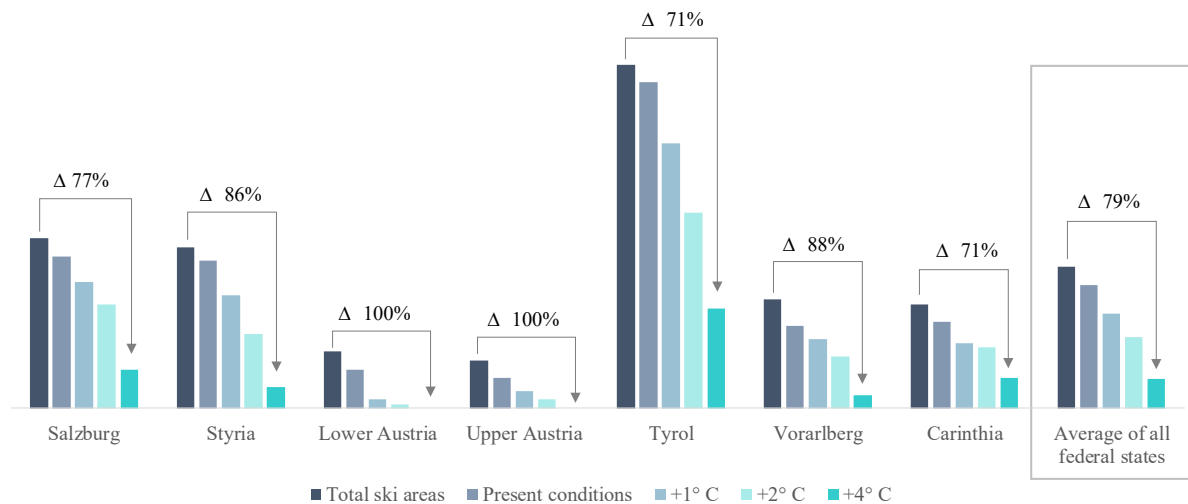 Δ 71%
Δ 77%
Δ 86%
Δ 79%
Δ 88%
Δ 71%
Δ 100%
Δ 100%
Salzburg
Styria
Lower Austria
Upper Austria
Tyrol
Vorarlberg
Carinthia
Average of all
federal states
Total ski areas
Present conditions
+1° C
+2° C
+4° C